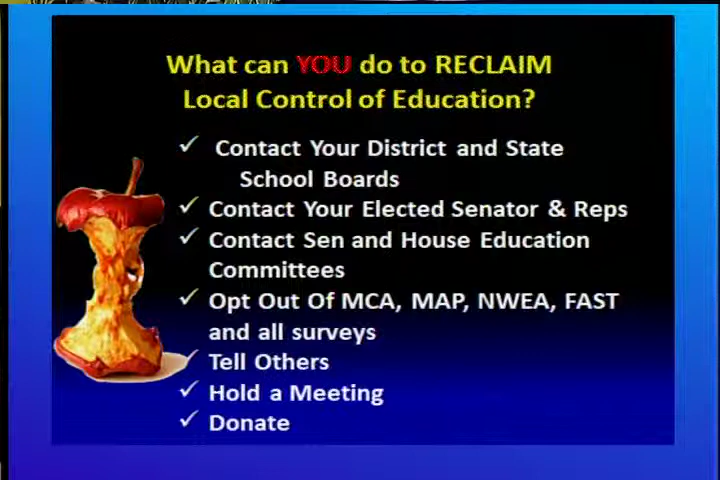 What can YOU do to RECLAIM
Local Control of Education?
✓ Contact Your District and State
School Boards
✓ Contact Your Elected Senator & Reps
✓ Contact Sen and House Education
Committees
✓ Opt Out Of MCA, MAP, NWEA, FAST
and all surveys
✓ Tell Others
✓ Hold a Meeting
✓ Donate